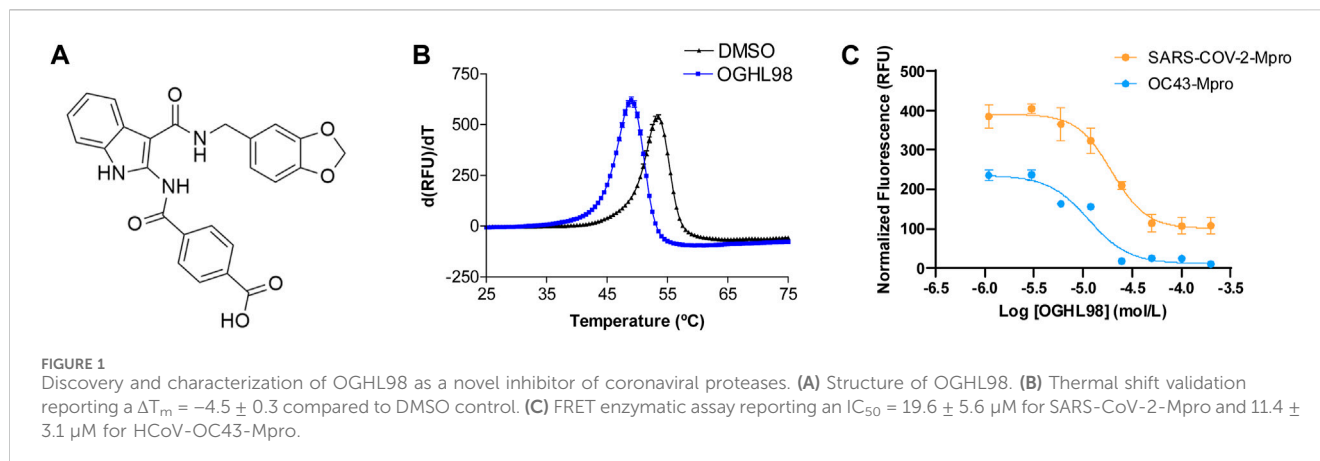 A
O
N
H
O
O
N
H
NH
O
O
HO
B
DMSO
OGHL98
d(RFU)/dT
750
500
250
0
-250
25 35 45 55 65 75
Temperature (ºC)
C
SARS-COV-2-Mpro
OC43-Mpro
Normalized Fluorescence (RFU)
500
400
300
200
100
0
-6.5 -6.0 -5.5 -5.0 -4.5 -4.0 -3.5
Log [OGHL98] (mol/L)
FIGURE 1
Discovery and characterization of OGHL98 as a novel inhibitor of coronaviral proteases. (A) Structure of OGHL98. (B) Thermal shift validation
reporting a ΔTm = −4.5 ± 0.3 compared to DMSO control. (C) FRET enzymatic assay reporting an IC50 = 19.6 ± 5.6 µM for SARS-CoV-2-Mpro and 11.4 ±
3.1 µM for HCoV-OC43-Mpro.